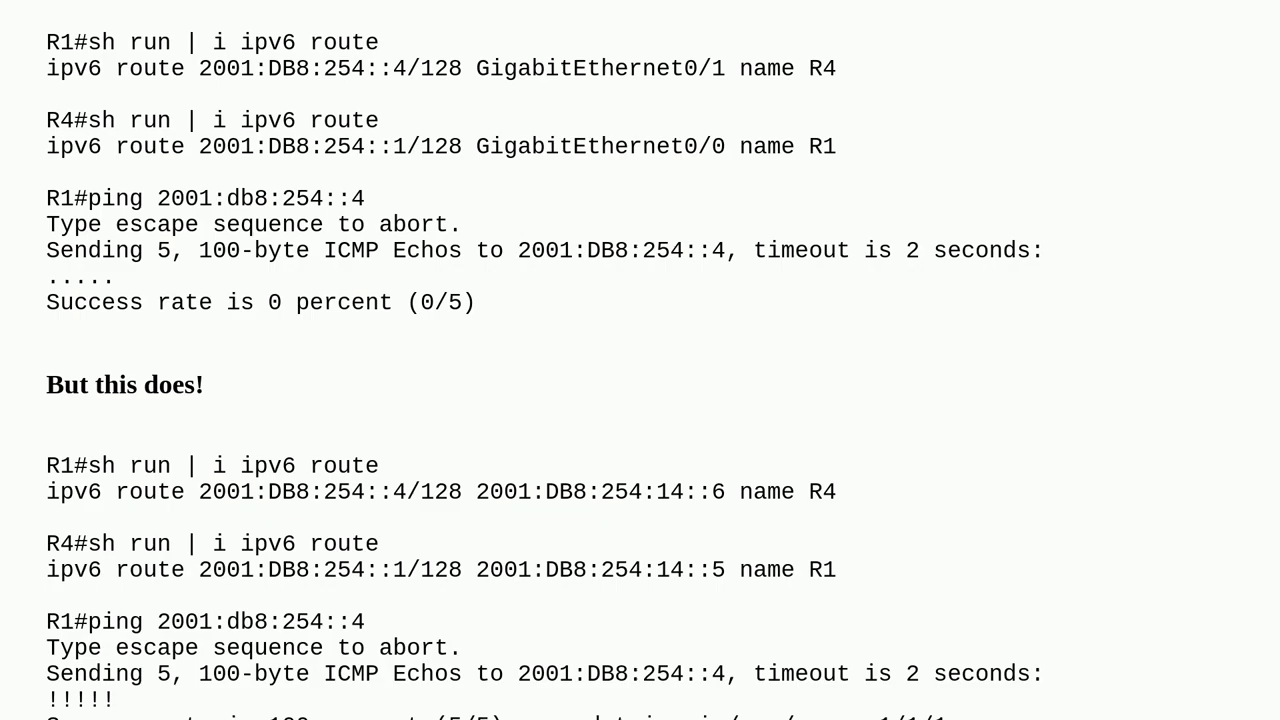 R1#sh run | i ipv6 route
ipv6 route 2001:DB8:254::4/128 GigabitEthernet0/1 name R4
R4#sh run | i ipv6 route
ipv6 route 2001:DB8:254::1/128 GigabitEthernet0/0 name R1
R1#ping 2001:db8:254::4
Type escape sequence to abort.
Sending 5, 100-byte ICMP Echos to 2001:DB8:254::4, timeout is 2 seconds:
.....
Success rate is 0 percent (0/5)
But this does!
R1#sh run | i ipv6 route
ipv6 route 2001:DB8:254::4/128 2001:DB8:254:14::6 name R4
R4#sh run | i ipv6 route
ipv6 route 2001:DB8:254::1/128 2001:DB8:254:14::5 name R1
R1#ping 2001:db8:254::4
Type escape sequence to abort.
Sending 5, 100-byte ICMP Echos to 2001:DB8:254::4, timeout is 2 seconds:
!!!!!